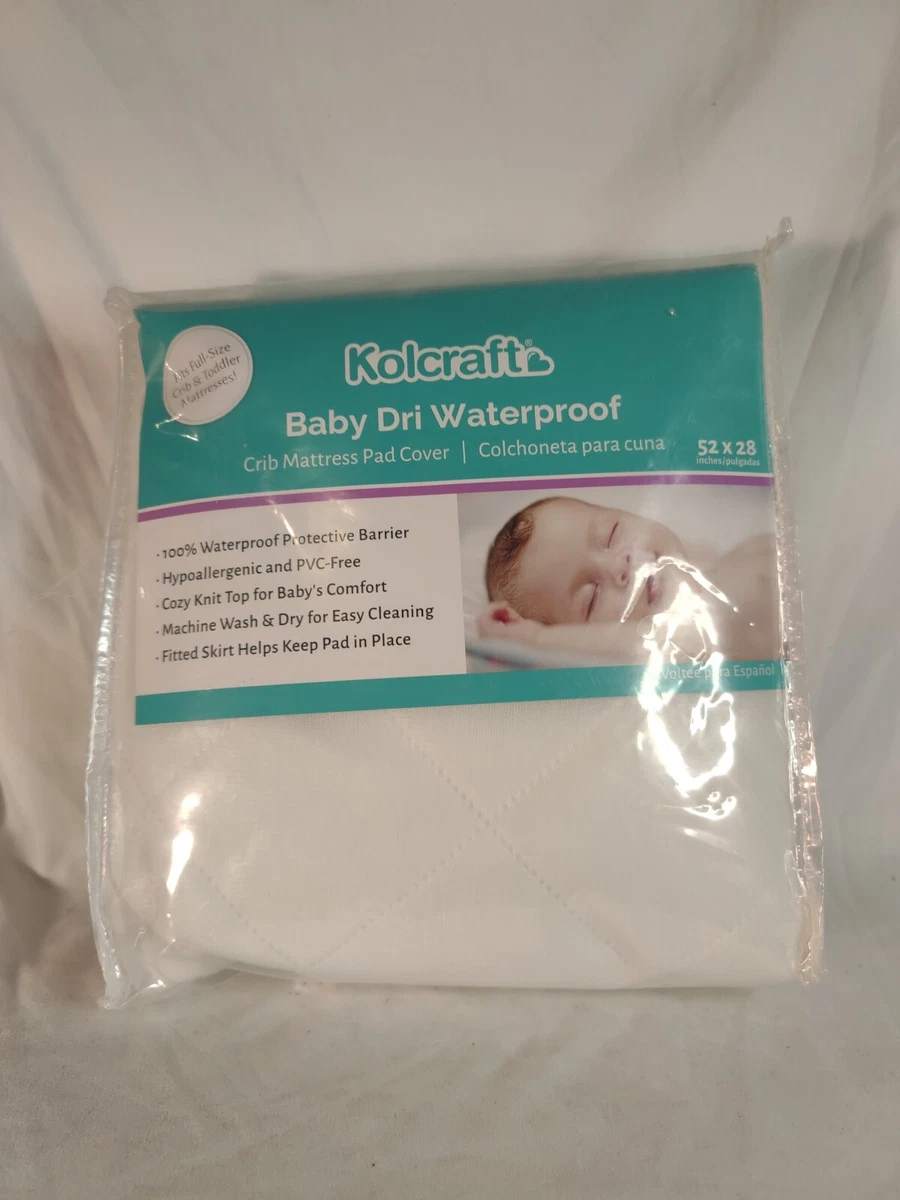 Fits Full-Size
Crib & Toddler
Mattresses!
Kolcraft®
Baby Dri Waterproof
Crib Mattress Pad Cover | Colchoneta para cuna
52 x 28
inches/pulgadas
· 100% Waterproof Protective Barrier
· Hypoallergenic and PVC-Free
· Cozy Knit Top for Baby's Comfort
· Machine Wash & Dry for Easy Cleaning
· Fitted Skirt Helps Keep Pad in Place
Voltee para Español